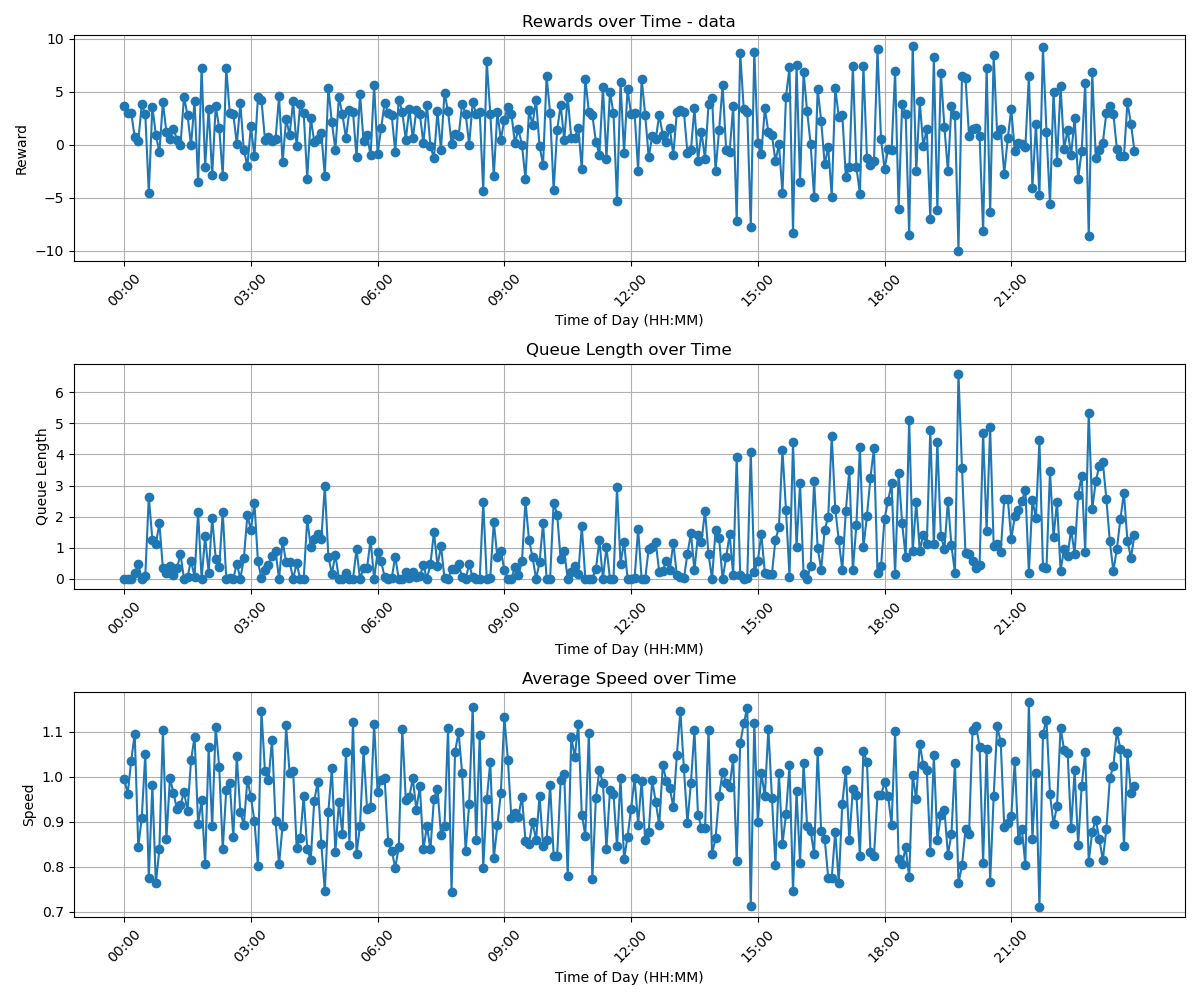 Rewards over Time - data
Reward
10
5
0
−5
−10
00:00 03:00 06:00 09:00 12:00 15:00 18:00 21:00
Time of Day (HH:MM)
Queue Length over Time
Queue Length
6
5
4
3
2
1
0
00:00 03:00 06:00 09:00 12:00 15:00 18:00 21:00
Time of Day (HH:MM)
Average Speed over Time
Speed
1.1
1.0
0.9
0.8
0.7
00:00 03:00 06:00 09:00 12:00 15:00 18:00 21:00
Time of Day (HH:MM)